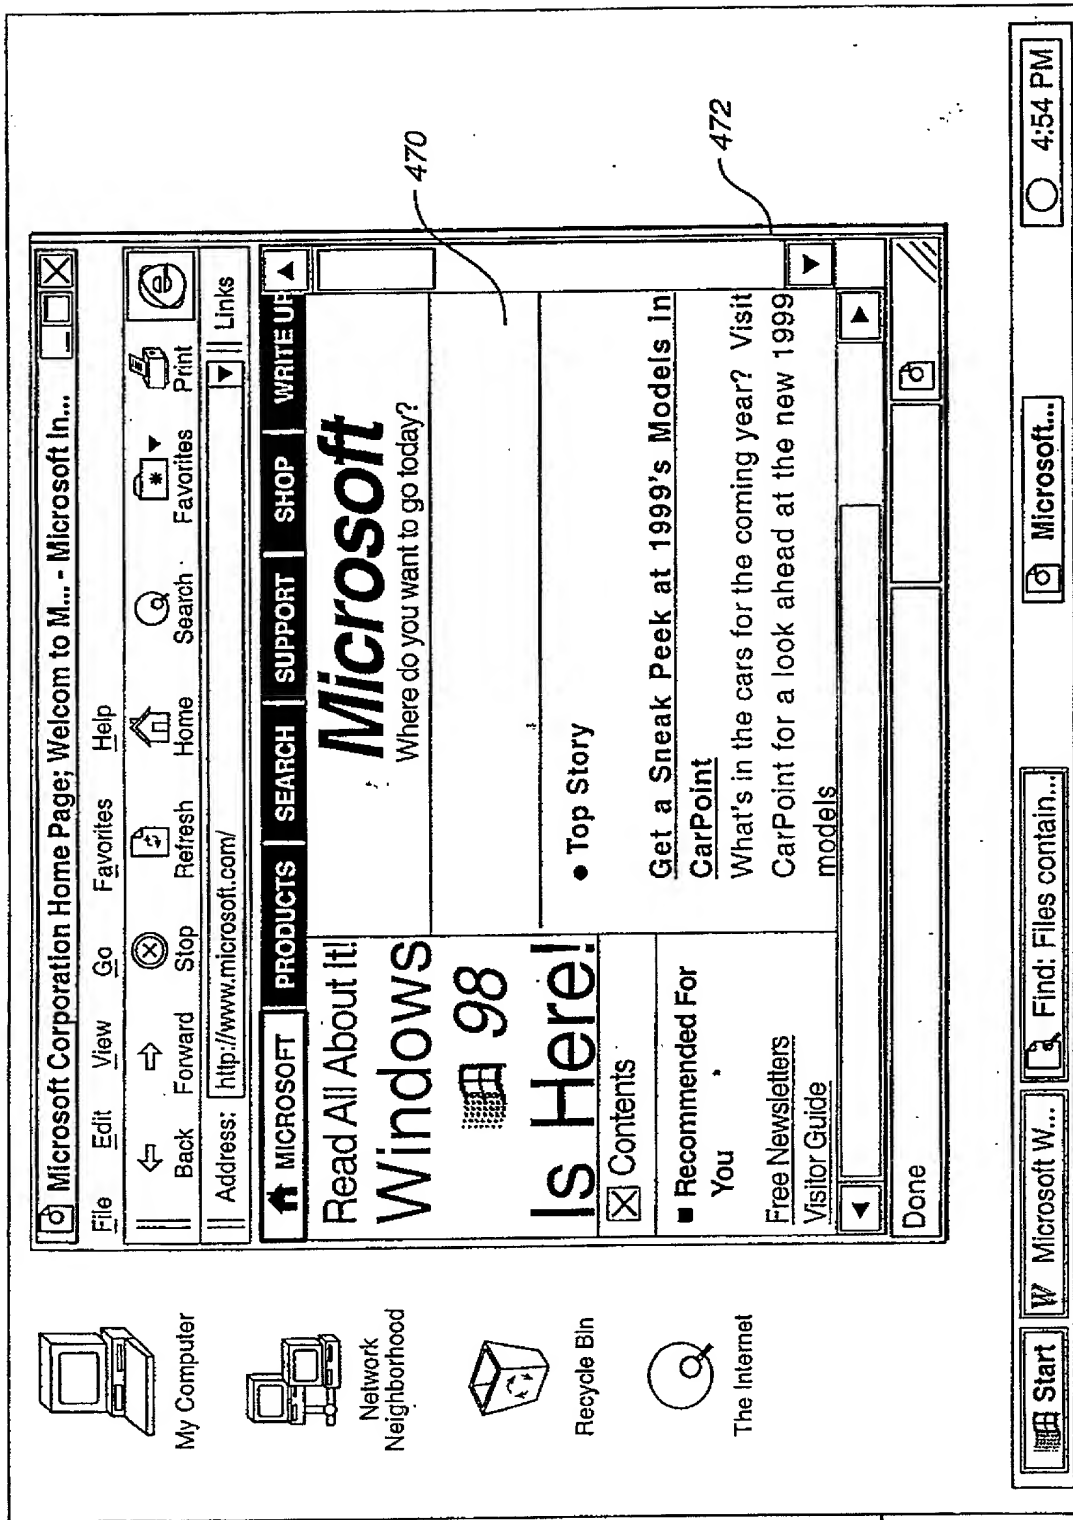 Microsoft Corporation Home Page; Welcom to M... - Microsoft In...
File Edit View Go Favorites Help
Back Forward Stop Refresh Home Search Favorites Print
Address: http://www.microsoft.com/ Links
MICROSOFT PRODUCTS SEARCH SUPPORT SHOP WRITE UP
Read All About It!
Windows
98
Is Here!
Contents
Recommended For
You
Free Newsletters
Visitor Guide
Microsoft
Where do you want to go today?
470
• Top Story
Get a Sneak Peek at 1999's Models In
CarPoint
What's in the cars for the coming year? Visit
CarPoint for a look ahead at the new 1999
models
472
Done
My Computer
Network
Neighborhood
Recycle Bin
The Internet
Start W Microsoft W... Find: Files contain... Microsoft... 4:54 PM